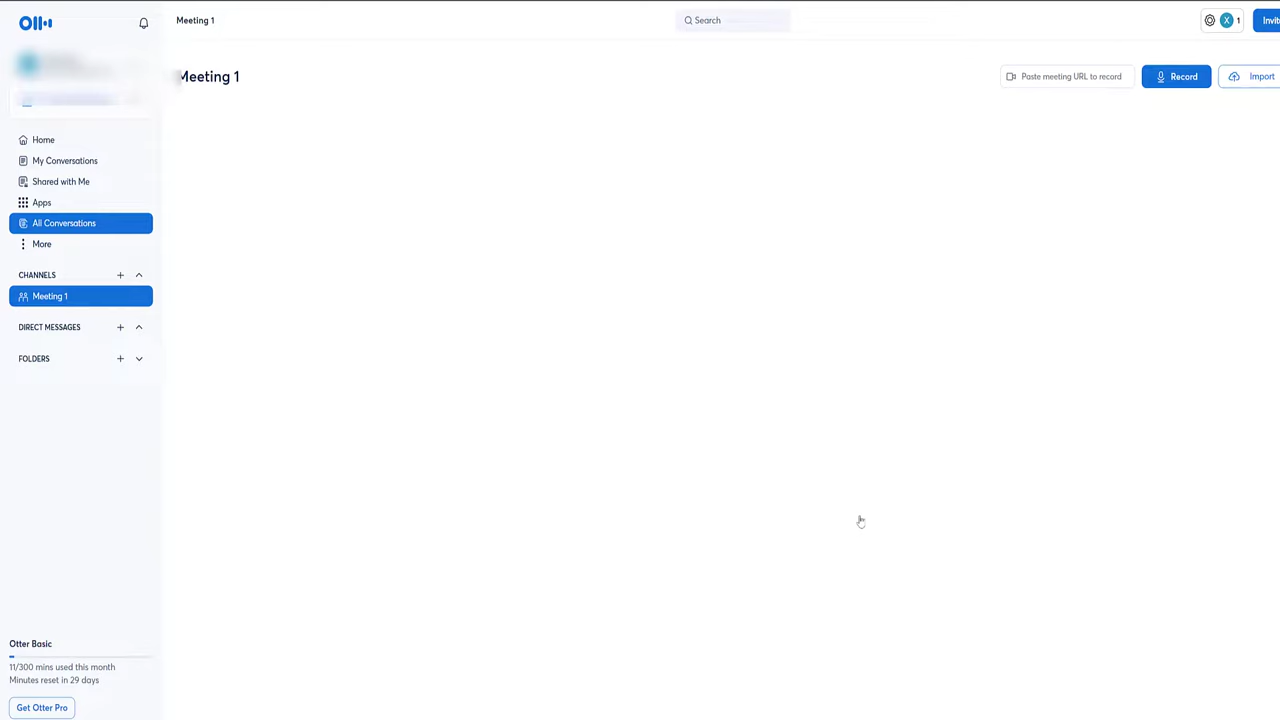 Otter
Meeting 1
Search
1
Meeting 1
Paste meeting URL to record
Record
Import
Home
My Conversations
Shared with Me
Apps
All Conversations
More
CHANNELS
Meeting 1
DIRECT MESSAGES
FOLDERS
Otter Basic
11/300 mins used this month
Minutes reset in 29 days
Get Otter Pro
X